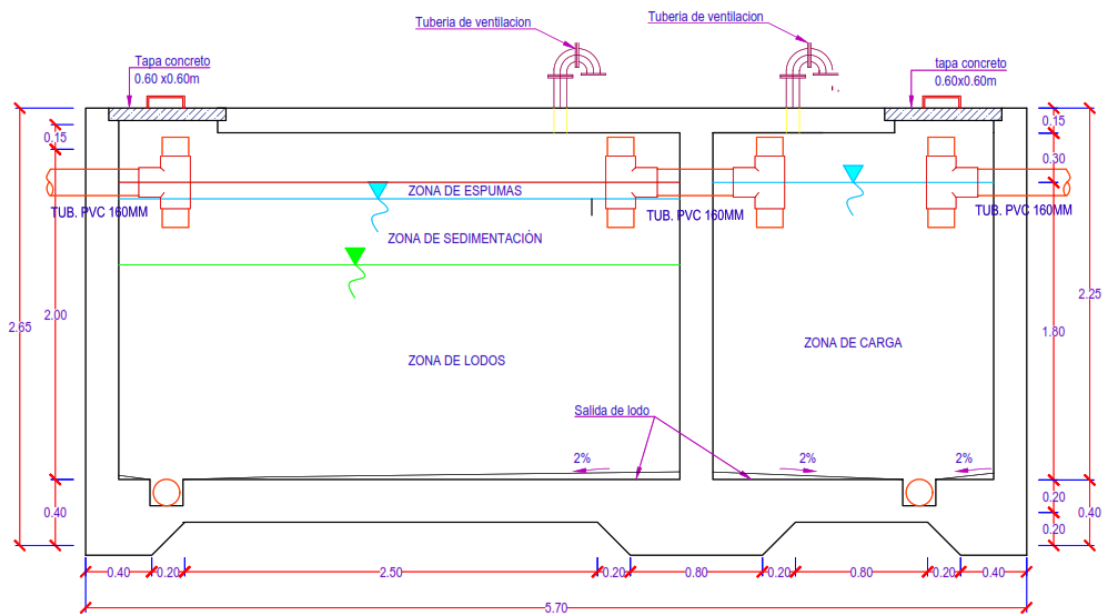 Tuberia de ventilacion
Tuberia de ventilacion
Tapa concreto
0.60 x0.60m
tapa concreto
0.60x0.60m
0.15
0.15
0.30
ZONA DE ESPUMAS
TUB. PVC 160MM
TUB. PVC 160MM
TUB. PVC 160MM
ZONA DE SEDIMENTACIÓN
2.65
2.00
2.25
1.80
ZONA DE LODOS
ZONA DE CARGA
Salida de lodo
2%
2%
2%
0.40
0.20
0.20
0.40
0.40
0.20
2.50
0.20
0.80
0.20
0.80
0.20
0.40
5.70